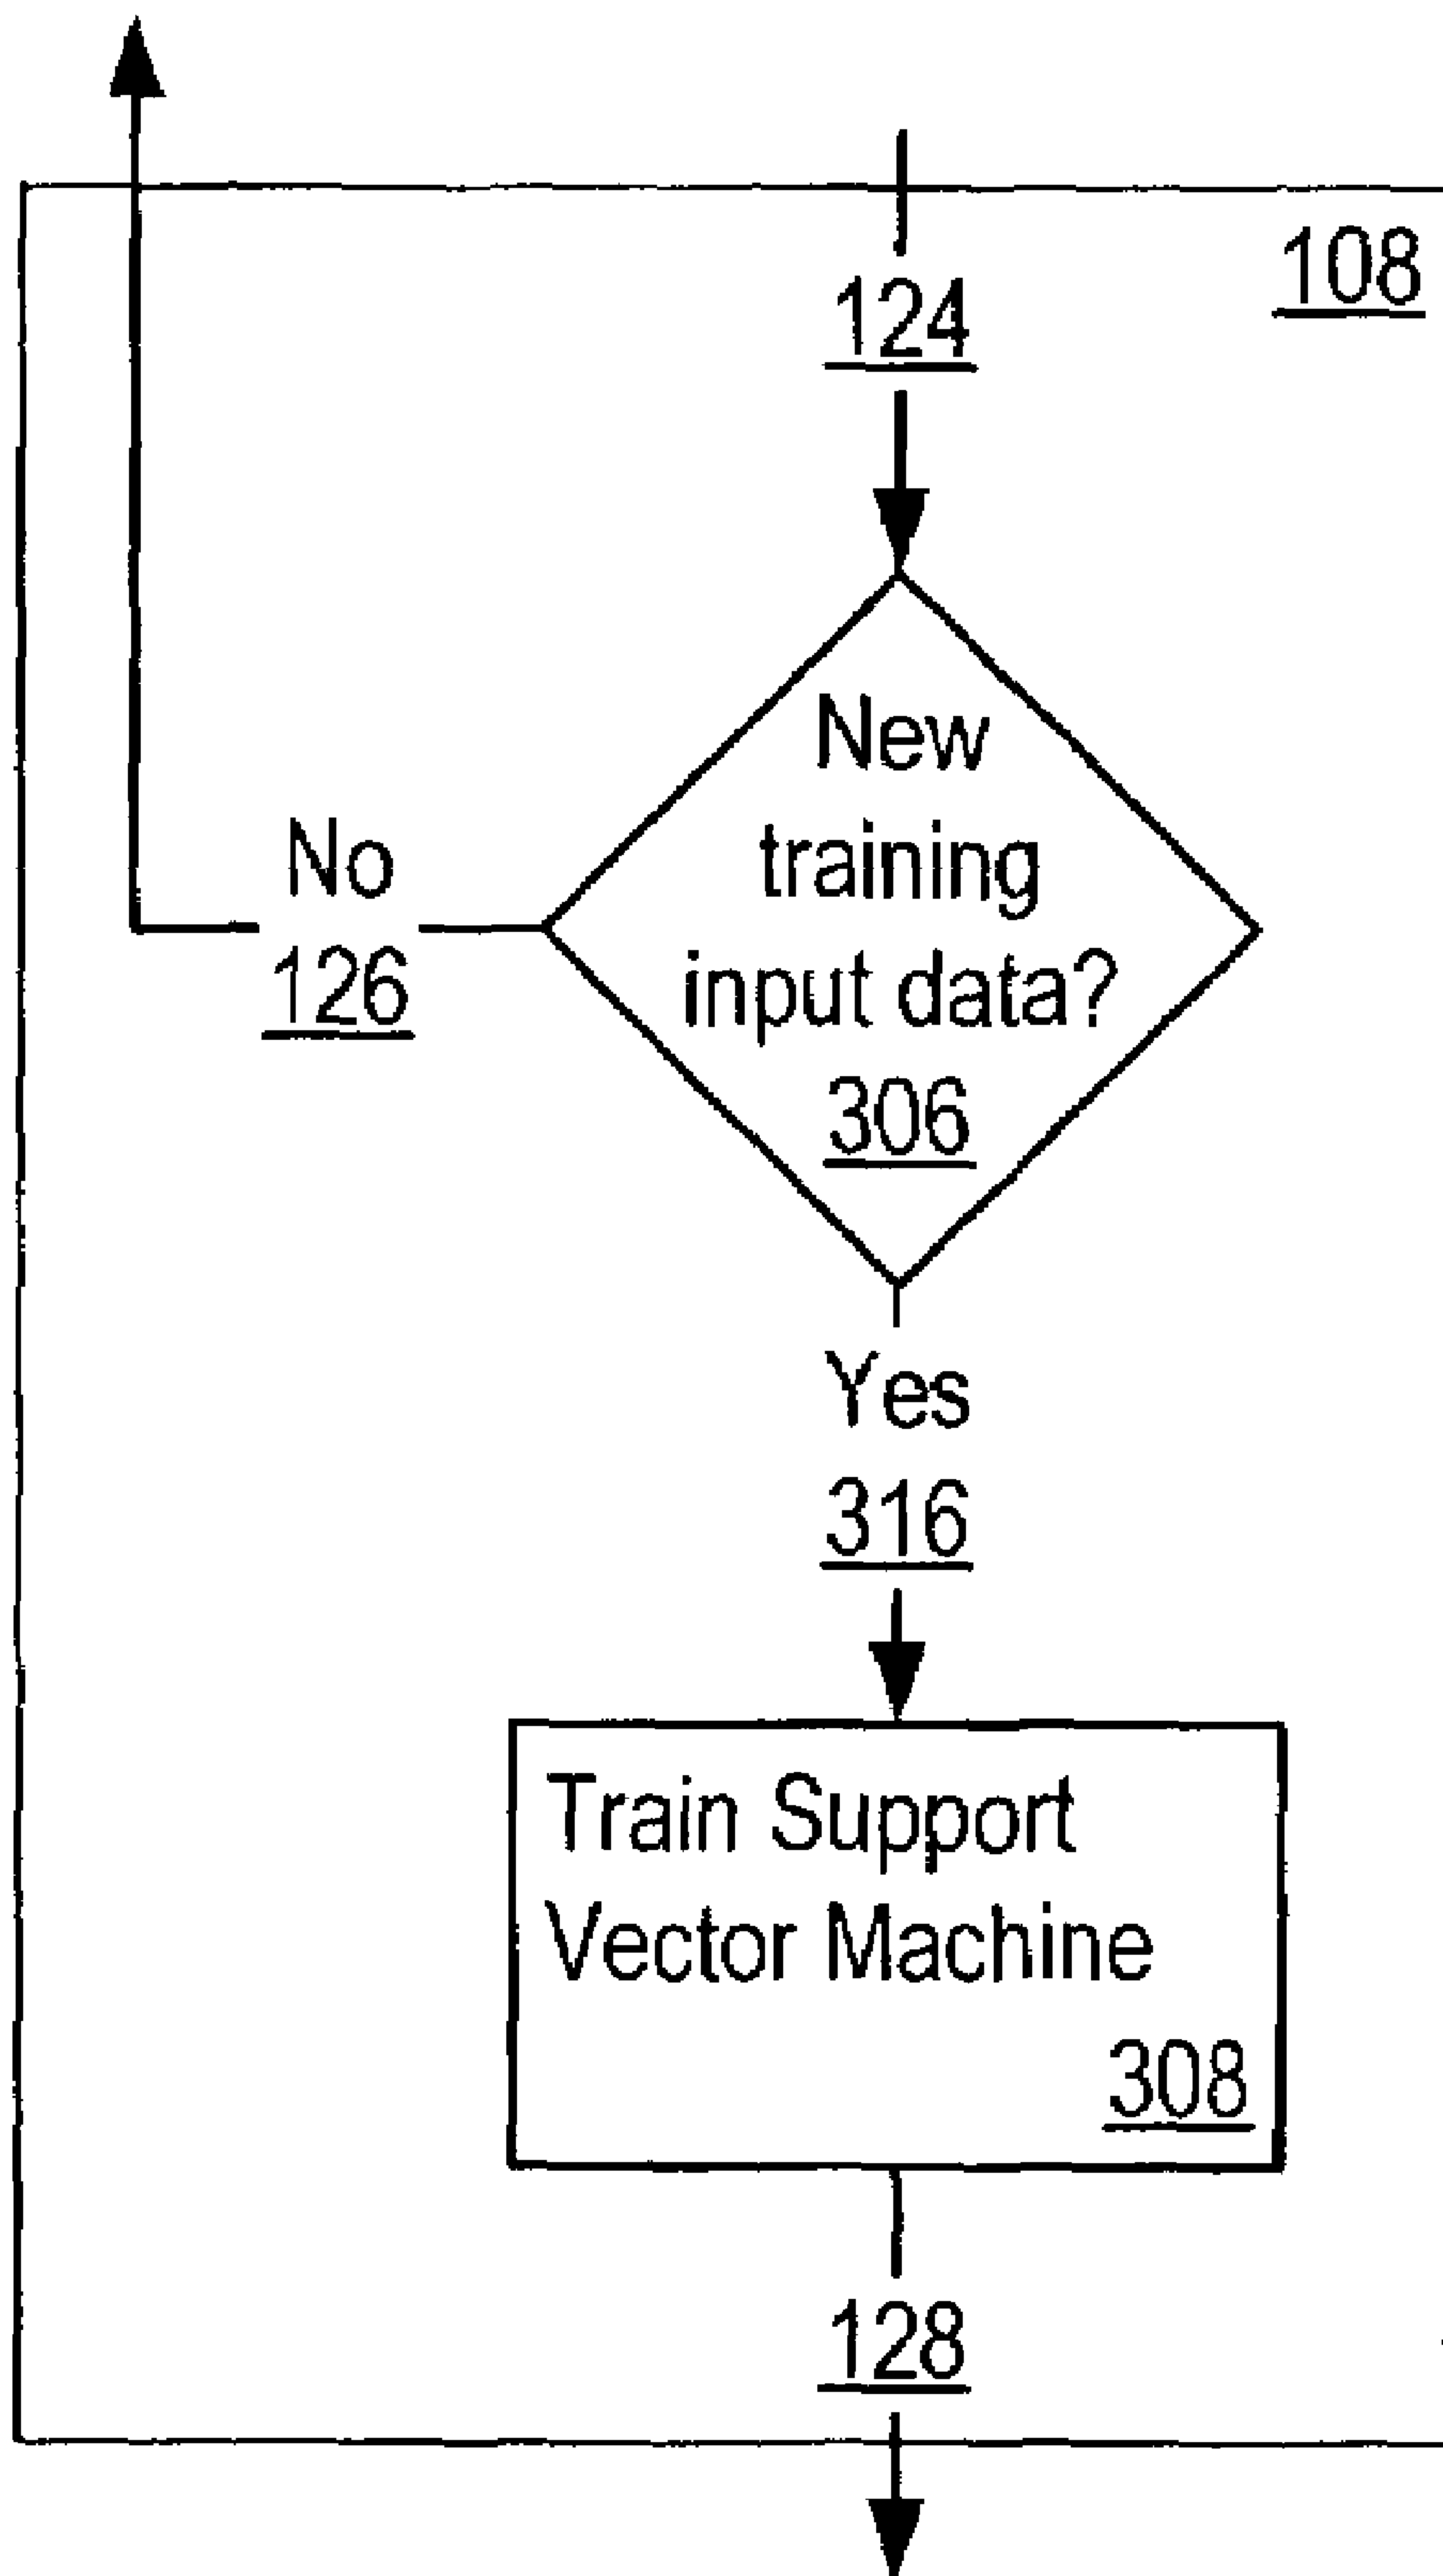 108
124
New
training
input data?
306
No
126
Yes
316
Train Support
Vector Machine
308
128